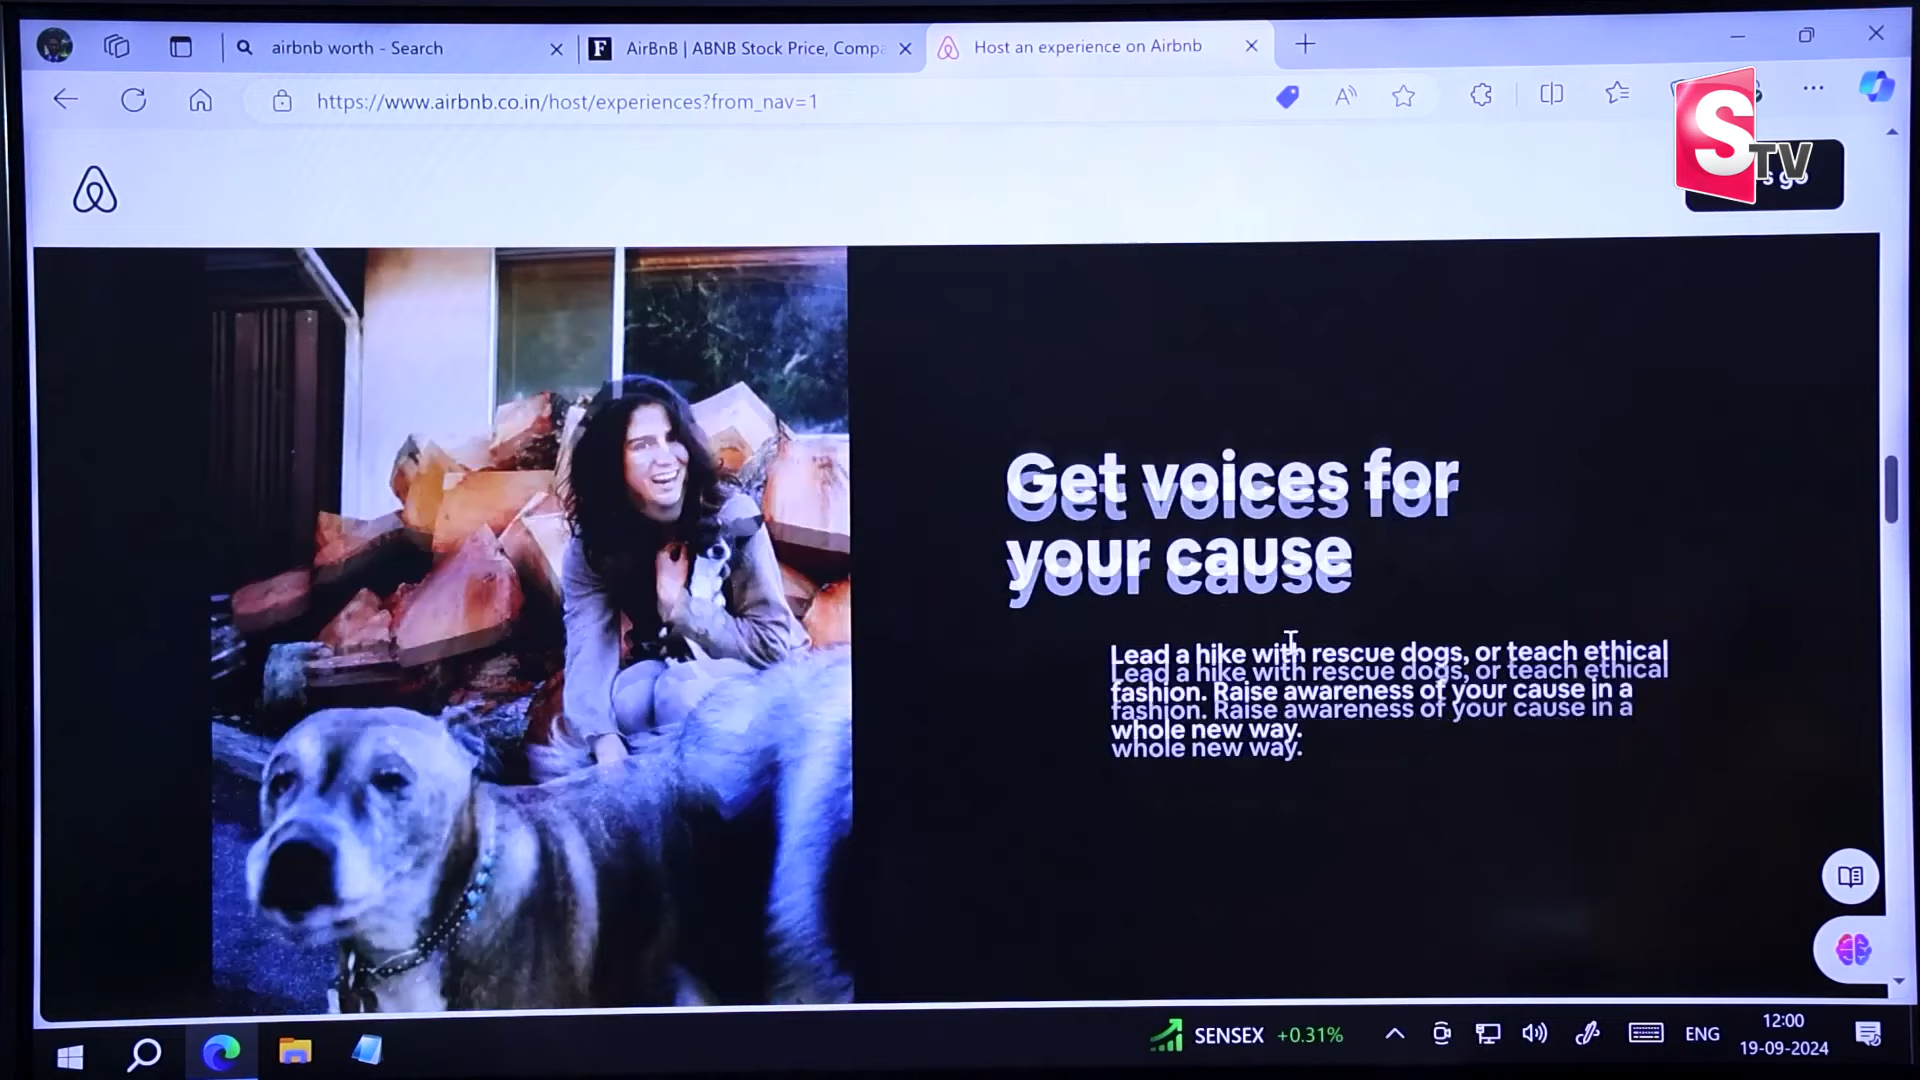 airbnb worth - Search
F
AirBnB | ABNB Stock Price, Compa
Host an experience on Airbnb
https://www.airbnb.co.in/host/experiences?from_nav=1
STV
s go
Get voices for
your cause
Lead a hike with rescue dogs, or teach ethical
fashion. Raise awareness of your cause in a
whole new way.
SENSEX +0.31%
ENG
12:00
19-09-2024